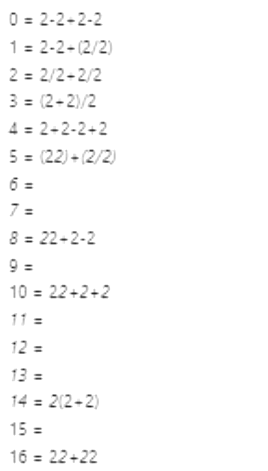 0 = 2-2+2-2
1 = 2-2+(2/2)
2 = 2/2+2/2
3 = (2+2)/2
4 = 2+2-2+2
5 = (22)+(2/2)
6 =
7 =
8 = 22+2-2
9 =
10 = 22+2+2
11 =
12 =
13 =
14 = 2(2+2)
15 =
16 = 22+22